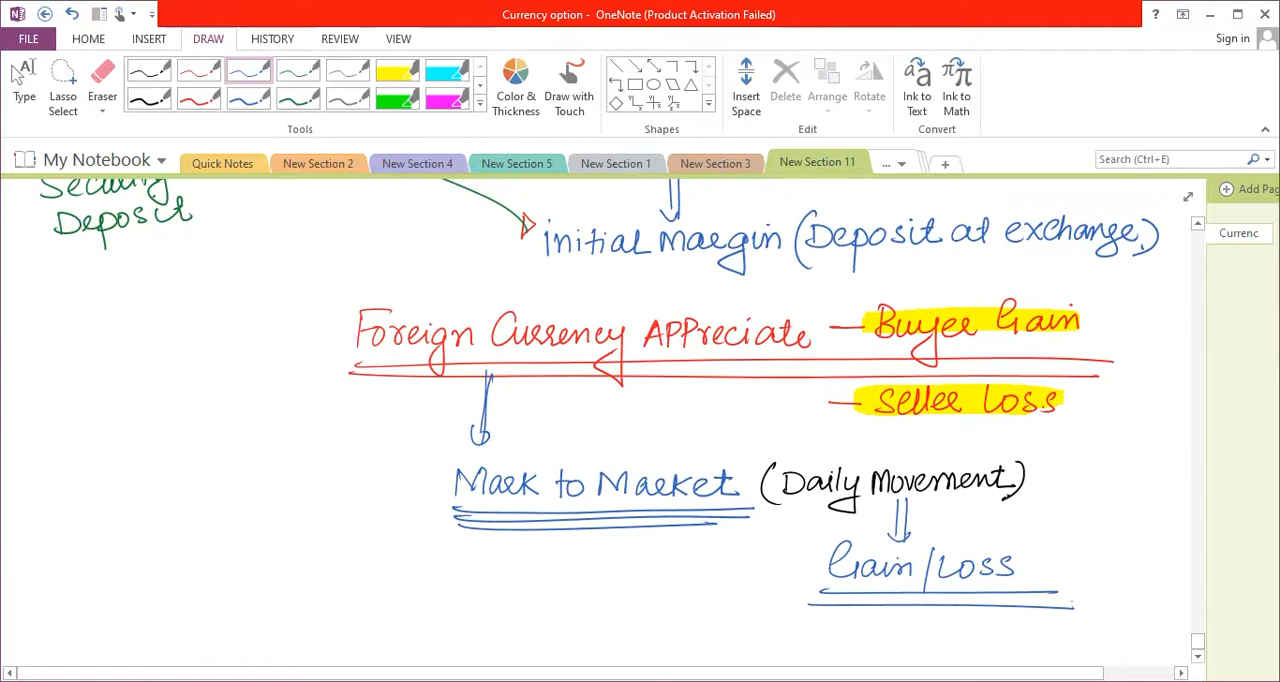 Currency option - OneNote (Product Activation Failed)
FILE HOME INSERT DRAW HISTORY REVIEW VIEW
Sign in
Type
Lasso Select
Eraser
Color & Thickness
Draw with Touch
Insert Space
Delete
Arrange
Rotate
Ink to Text
Ink to Math
Tools Shapes Edit Convert
My Notebook
Quick Notes
New Section 2
New Section 4
New Section 5
New Section 1
New Section 3
New Section 11
...
Search (Ctrl+E)
Add Pag
Currenc
Security
Deposit
initial Margin (Deposit at exchange)
Foreign Currency Appreciate — Buyer Gain
— Seller Loss
Mark to Market (Daily Movement)
Gain/Loss